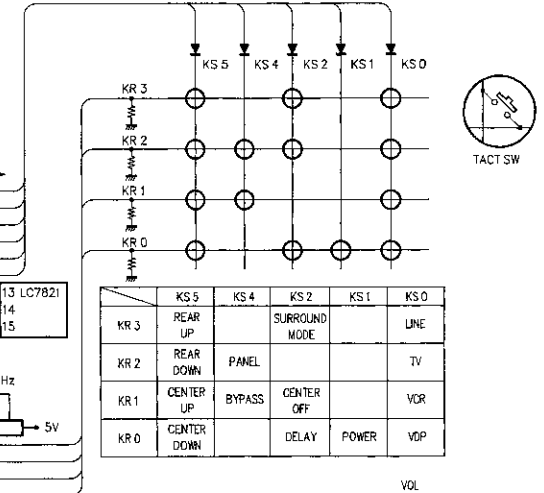 KS 5 KS 4 KS 2 KS 1 KS 0
KR 3
KR 2
KR 1
KR 0
TACT SW
13 LC7821
14
15
KS 5 KS 4 KS 2 KS 1 KS 0
KR 3 REAR UP SURROUND MODE LINE
KR 2 REAR DOWN PANEL TV
KR 1 CENTER UP BYPASS CENTER OFF VCR
KR 0 CENTER DOWN DELAY POWER VDP
Hz
5V
VOL